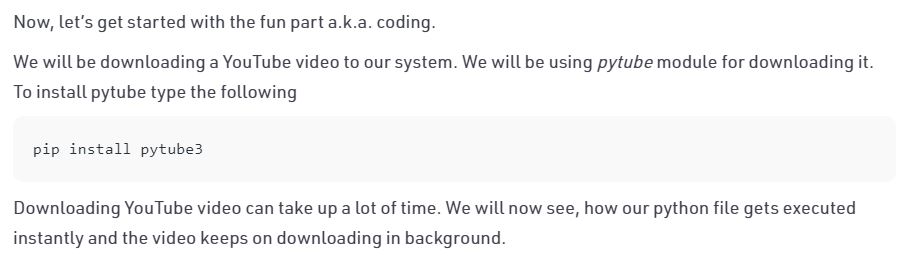 Now, let's get started with the fun part a.k.a. coding.
We will be downloading a YouTube video to our system. We will be using pytube module for downloading it.
To install pytube type the following
pip install pytube3
Downloading YouTube video can take up a lot of time. We will now see, how our python file gets executed
instantly and the video keeps on downloading in background.